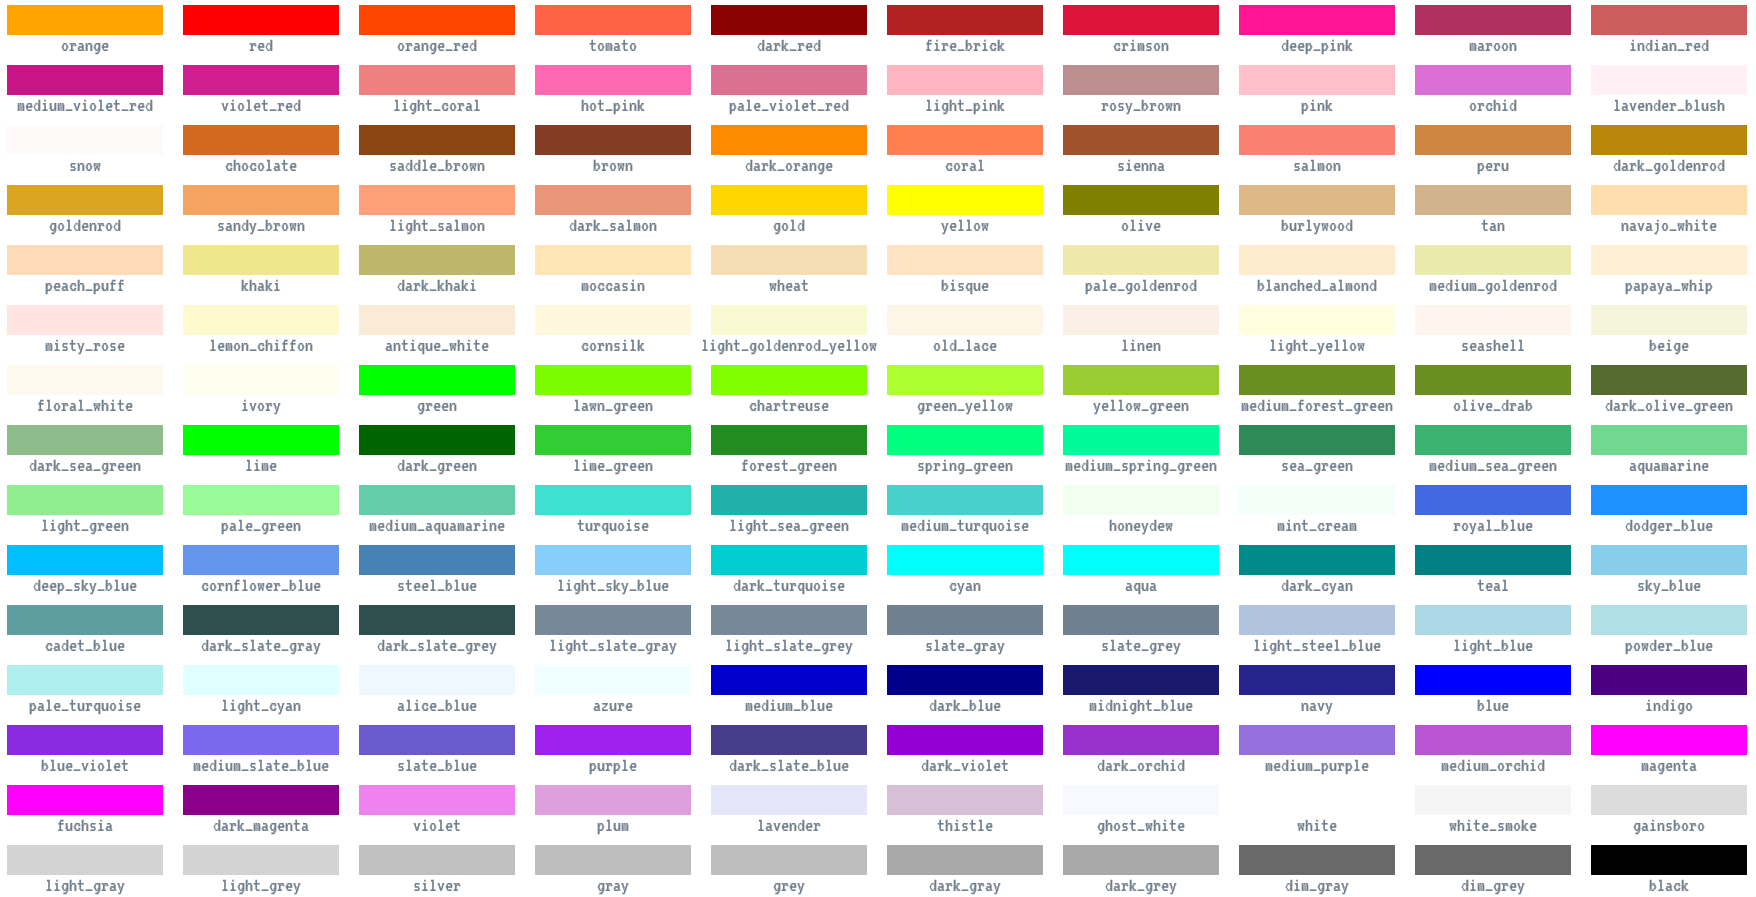 orange red orange_red tomato dark_red fire_brick crimson deep_pink maroon indian_red
medium_violet_red violet_red light_coral hot_pink pale_violet_red light_pink rosy_brown pink orchid lavender_blush
snow chocolate saddle_brown brown dark_orange coral sienna salmon peru dark_goldenrod
goldenrod sandy_brown light_salmon dark_salmon gold yellow olive burlywood tan navajo_white
peach_puff khaki dark_khaki moccasin wheat bisque pale_goldenrod blanched_almond medium_goldenrod papaya_whip
misty_rose lemon_chiffon antique_white cornsilk light_goldenrod_yellow old_lace linen light_yellow seashell beige
floral_white ivory green lawn_green chartreuse green_yellow yellow_green medium_forest_green olive_drab dark_olive_green
dark_sea_green lime dark_green lime_green forest_green spring_green medium_spring_green sea_green medium_sea_green aquamarine
light_green pale_green medium_aquamarine turquoise light_sea_green medium_turquoise honeydew mint_cream royal_blue dodger_blue
deep_sky_blue cornflower_blue steel_blue light_sky_blue dark_turquoise cyan aqua dark_cyan teal sky_blue
cadet_blue dark_slate_gray dark_slate_grey light_slate_gray light_slate_grey slate_gray slate_grey light_steel_blue light_blue powder_blue
pale_turquoise light_cyan alice_blue azure medium_blue dark_blue midnight_blue navy blue indigo
blue_violet medium_slate_blue slate_blue purple dark_slate_blue dark_violet dark_orchid medium_purple medium_orchid magenta
fuchsia dark_magenta violet plum lavender thistle ghost_white white white_smoke gainsboro
light_gray light_grey silver gray grey dark_gray dark_grey dim_gray dim_grey black